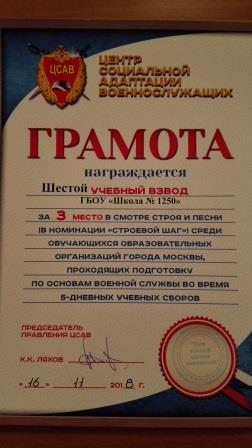 ЦСАВ
ЦЕНТР
СОЦИАЛЬНОЙ
АДАПТАЦИИ
ВОЕННОСЛУЖАЩИХ
ГРАМОТА
награждается
Шестой УЧЕБНЫЙ ВЗВОД
ГБОУ «Школа № 1250»
ЗА 3 МЕСТО В СМОТРЕ СТРОЯ И ПЕСНИ
(В НОМИНАЦИИ «СТРОЕВОЙ ШАГ») СРЕДИ
ОБУЧАЮЩИХСЯ ОБРАЗОВАТЕЛЬНЫХ
ОРГАНИЗАЦИЙ ГОРОДА МОСКВЫ,
ПРОХОДЯЩИХ ПОДГОТОВКУ
ПО ОСНОВАМ ВОЕННОЙ СЛУЖБЫ ВО ВРЕМЯ
5-ДНЕВНЫХ УЧЕБНЫХ СБОРОВ
ПРЕДСЕДАТЕЛЬ
ПРАВЛЕНИЯ ЦСАВ
К.К. ЛЯХОВ
«16» 11 2018 г.